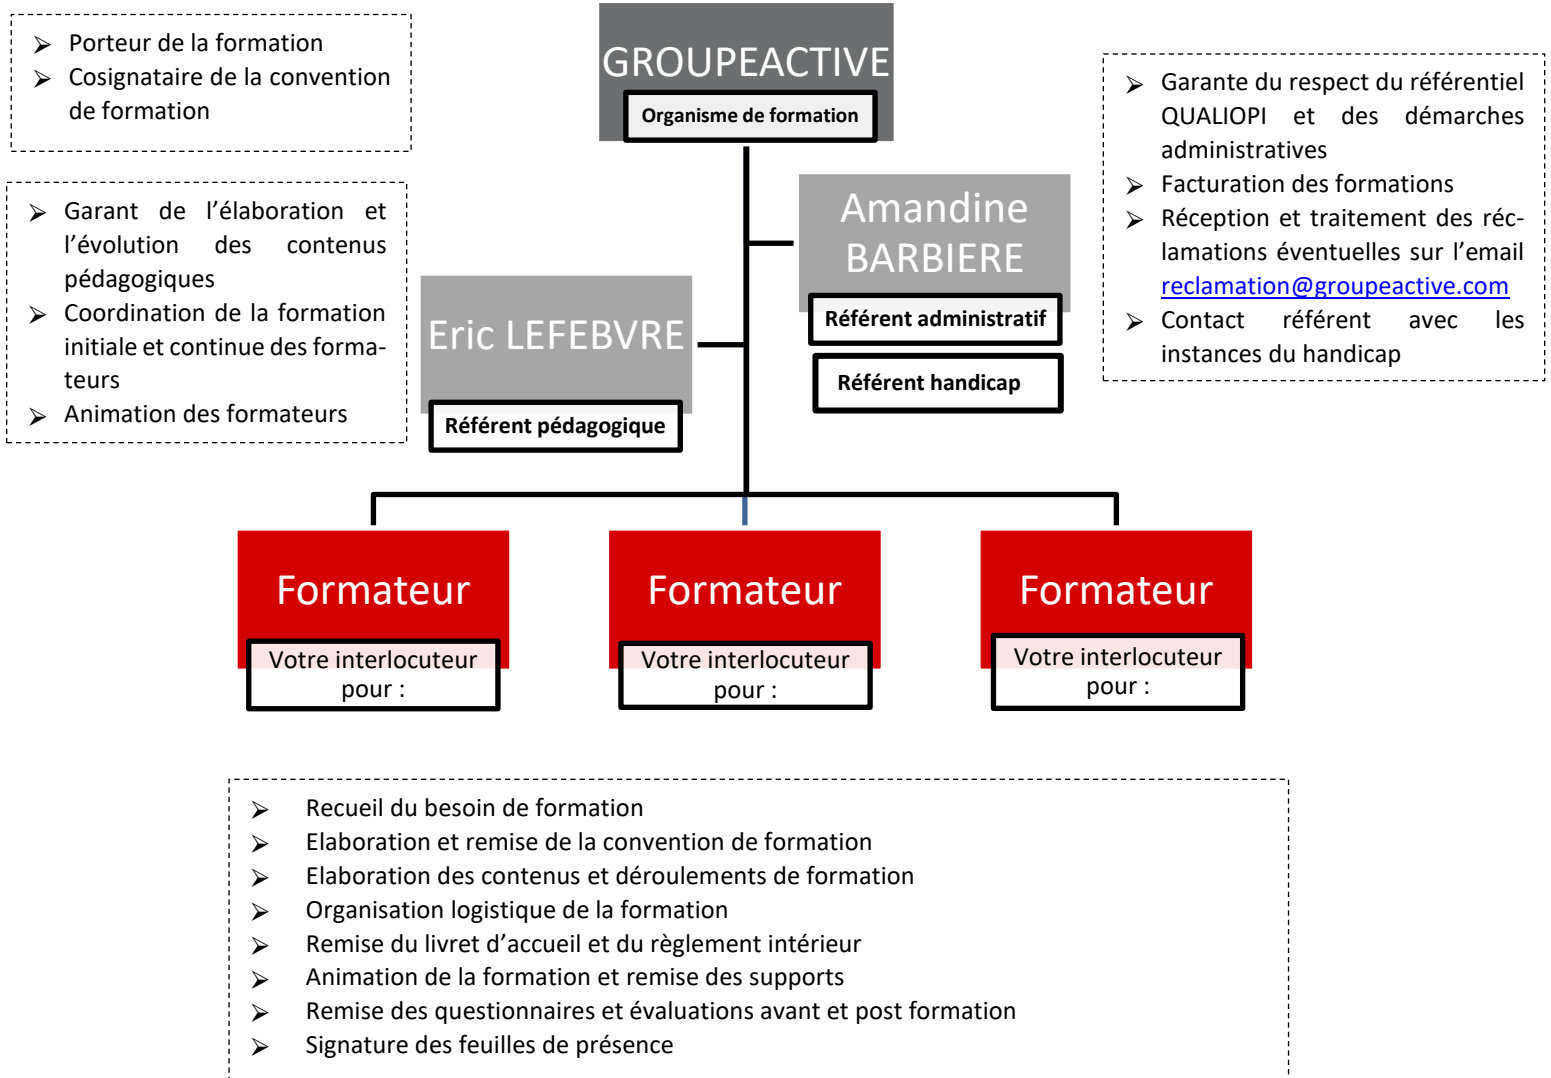 ➢ Porteur de la formation
➢ Cosignataire de la convention
de formation
GROUPEACTIVE
Organisme de formation
➢ Garante du respect du référentiel
QUALIOPI et des démarches
administratives
➢ Facturation des formations
➢ Réception et traitement des réc-
lamations éventuelles sur l’email
reclamation@groupeactive.com
➢ Contact référent avec les
instances du handicap
➢ Garant de l’élaboration et
l’évolution des contenus
pédagogiques
➢ Coordination de la formation
initiale et continue des forma-
teurs
➢ Animation des formateurs
Amandine
BARBIERE
Référent administratif
Référent handicap
Eric LEFEBVRE
Référent pédagogique
Formateur
Votre interlocuteur
pour :
Formateur
Votre interlocuteur
pour :
Formateur
Votre interlocuteur
pour :
➢ Recueil du besoin de formation
➢ Elaboration et remise de la convention de formation
➢ Elaboration des contenus et déroulements de formation
➢ Organisation logistique de la formation
➢ Remise du livret d’accueil et du règlement intérieur
➢ Animation de la formation et remise des supports
➢ Remise des questionnaires et évaluations avant et post formation
➢ Signature des feuilles de présence